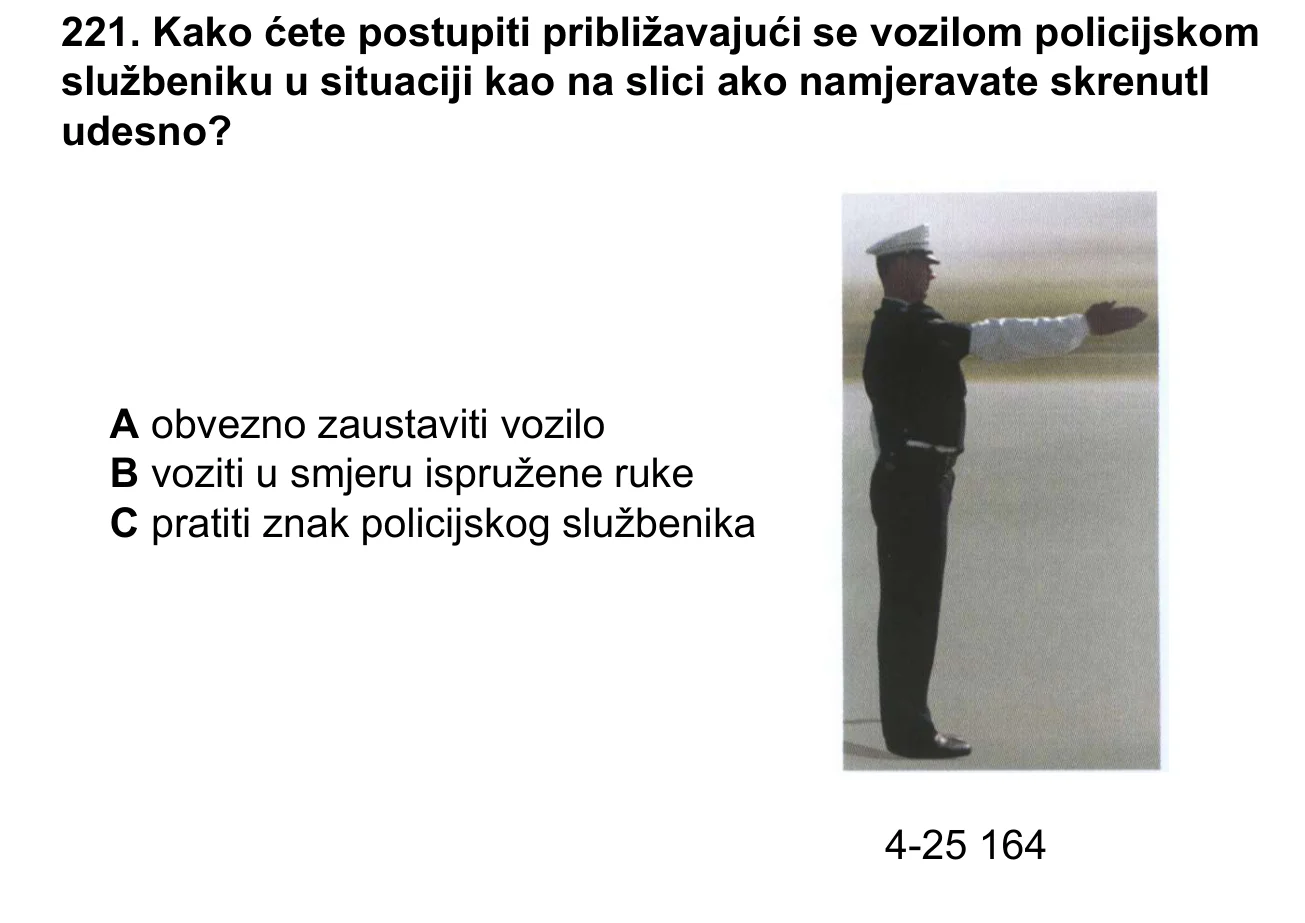 221. Kako ćete postupiti približavajući se vozilom policijskom
službeniku u situaciji kao na slici ako namjeravate skrenutI
udesno?
A obvezno zaustaviti vozilo
B voziti u smjeru ispružene ruke
C pratiti znak policijskog službenika
4-25 164